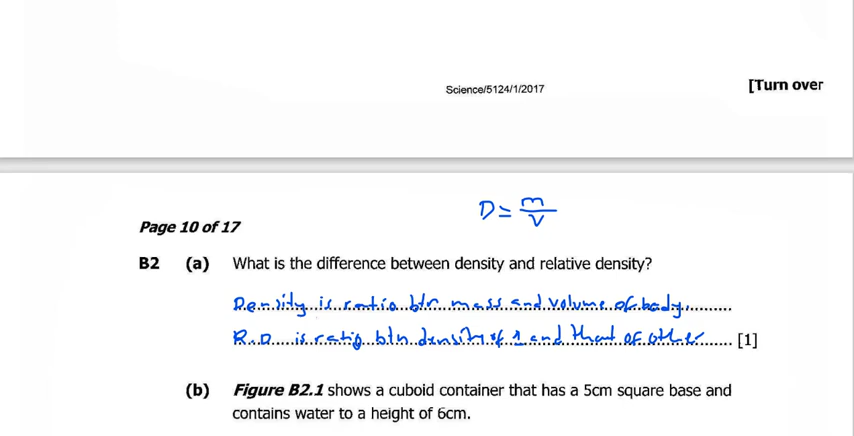 Science/5124/1/2017
[Turn over
D = m/v
Page 10 of 17
B2 (a) What is the difference between density and relative density?
Density is ratio btn mass and volume of body.
R.D is ratio btn density of 1 and that of other [1]
(b) Figure B2.1 shows a cuboid container that has a 5cm square base and
contains water to a height of 6cm.